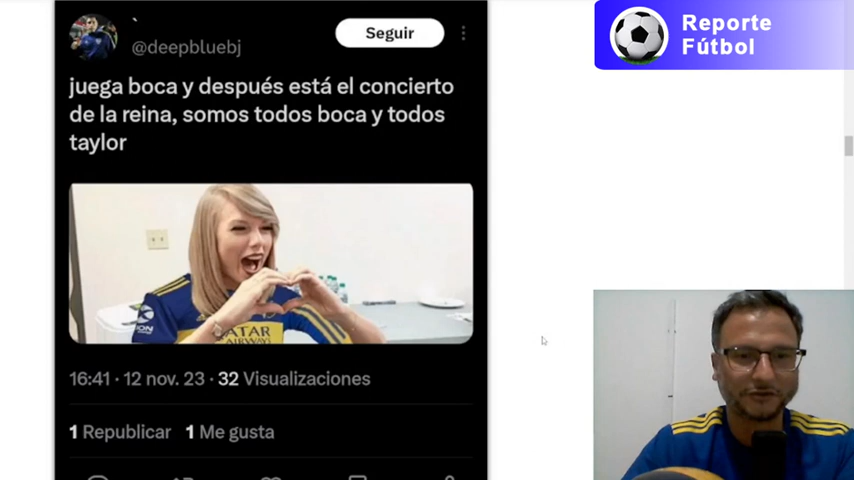 Reporte
Fútbol
@deepbluebj
Seguir
juega boca y después está el concierto
de la reina, somos todos boca y todos
taylor
QATAR
AIRWAYS
16:41 · 12 nov. 23 · 32 Visualizaciones
1 Republicar 1 Me gusta